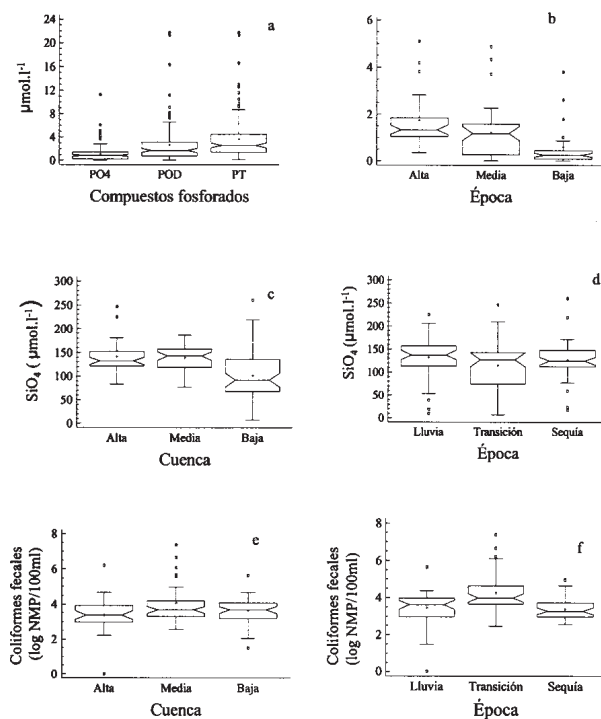 a
24
20
16
12
8
4
0
µmol.l-1
PO4 POD PT
Compuestos fosforados
b
6
4
2
0
Alta Media Baja
Época
c
300
250
200
150
100
50
0
SiO4 ( µmol.l-1)
Alta Media Baja
Cuenca
d
300
250
200
150
100
50
0
SiO4 (µmol.l-1)
Lluvia Transición Sequía
Época
e
8
6
4
2
0
Coliformes fecales
(log NMP/100ml)
Alta Media Baja
Cuenca
f
8
6
4
2
0
Coliformes fecales
(log NMP/100ml)
Lluvia Transición Sequía
Época